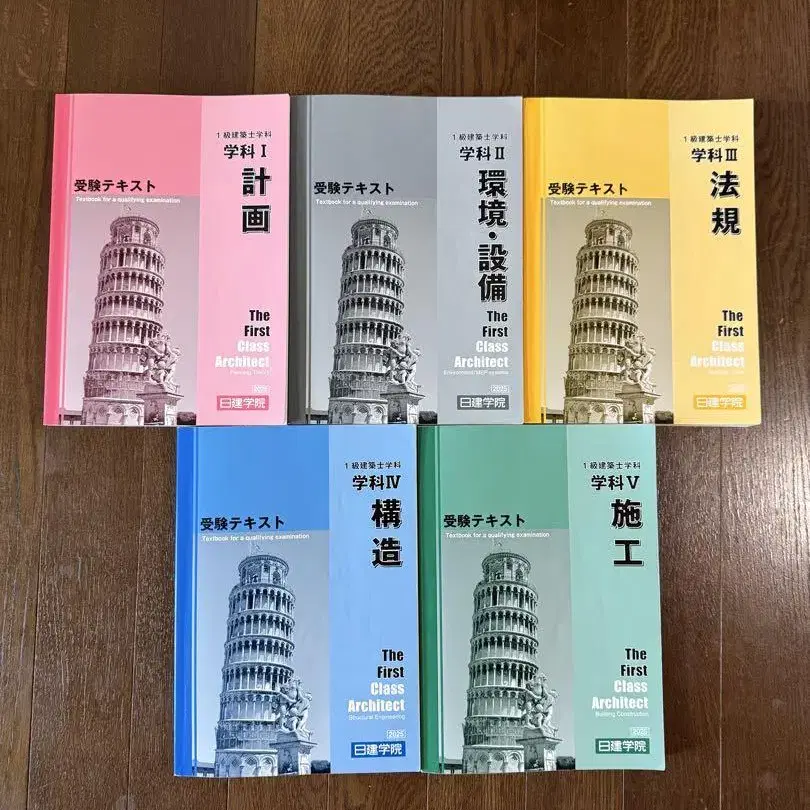 1級建築士学科
学科Ⅰ
計画
受験テキスト
Textbook for a qualifying examination
The
First
Class
Architect
2025
日建学院
1級建築士学科
学科Ⅱ
環境・設備
受験テキスト
Textbook for a qualifying examination
The
First
Class
Architect
Environment/MEP systems
2025
日建学院
1級建築士学科
学科Ⅲ
法規
受験テキスト
Textbook for a qualifying examination
The
First
Class
Architect
日建学院
1級建築士学科
学科Ⅳ
構造
受験テキスト
Textbook for a qualifying examination
The
First
Class
Architect
Structural Engineering
2025
日建学院
1級建築士学科
学科Ⅴ
施工
受験テキスト
Textbook for a qualifying examination
The
First
Class
Architect
Building Construction
2025
日建学院